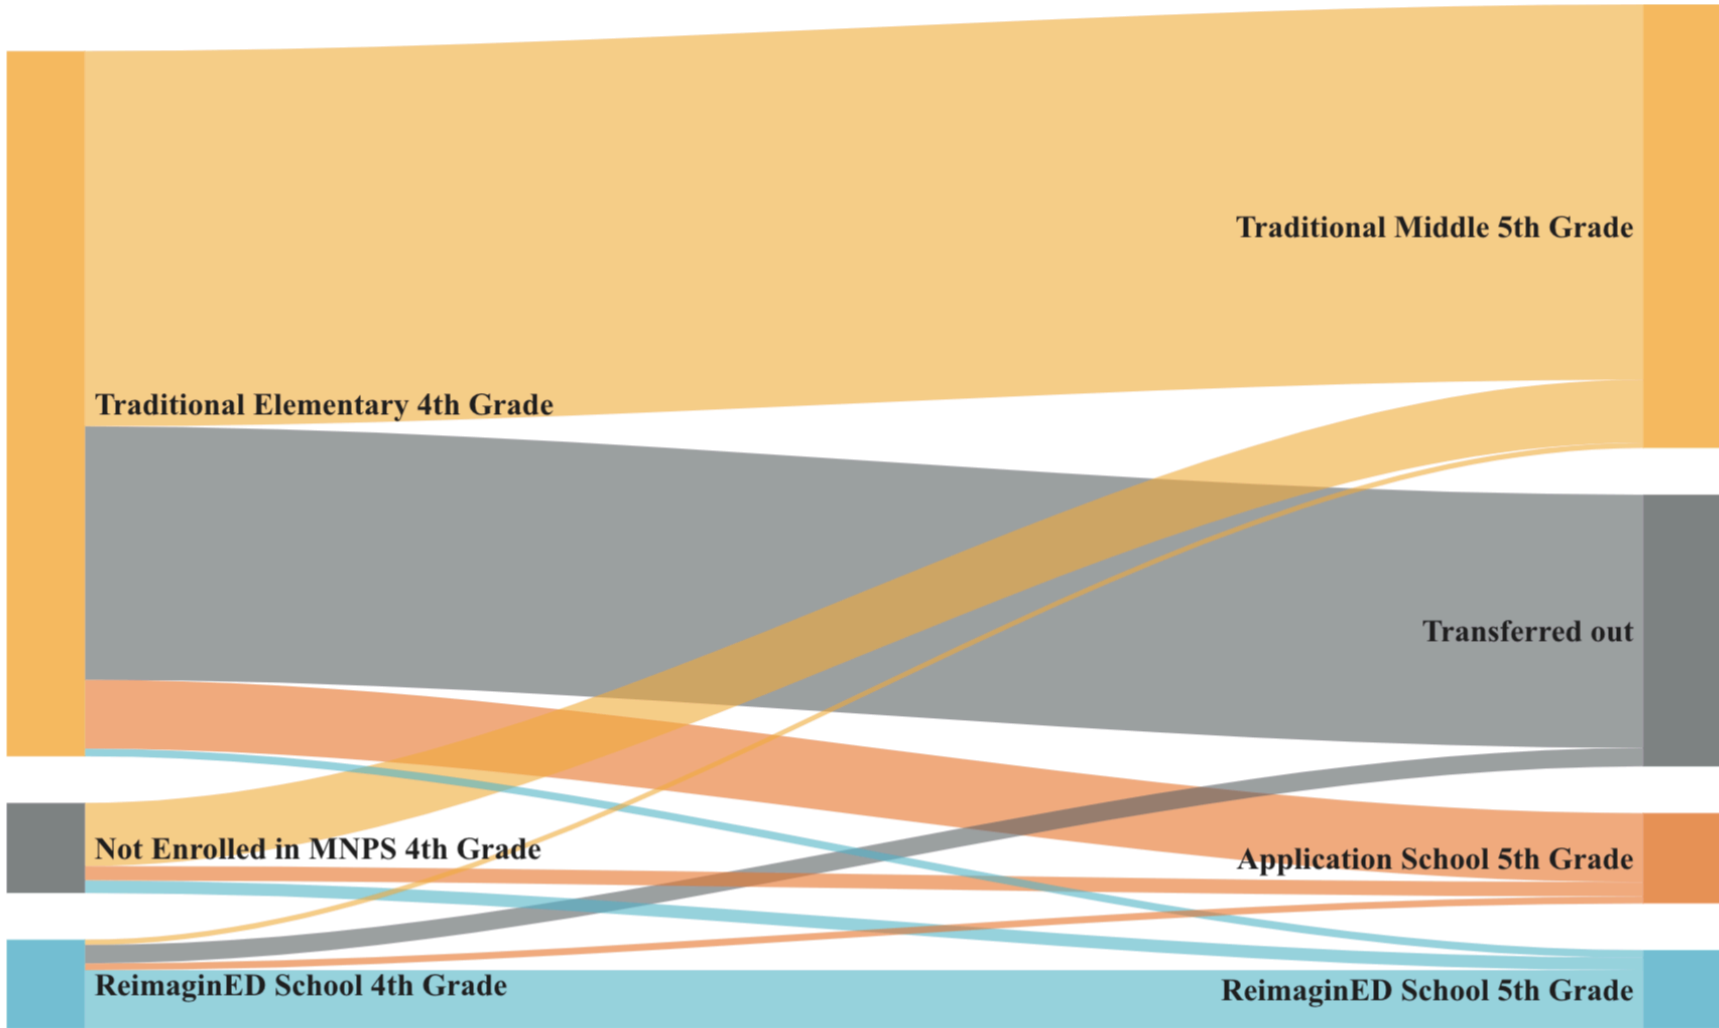 Traditional Middle 5th Grade
Traditional Elementary 4th Grade
Transferred out
Not Enrolled in MNPS 4th Grade
Application School 5th Grade
ReimaginED School 4th Grade
ReimaginED School 5th Grade